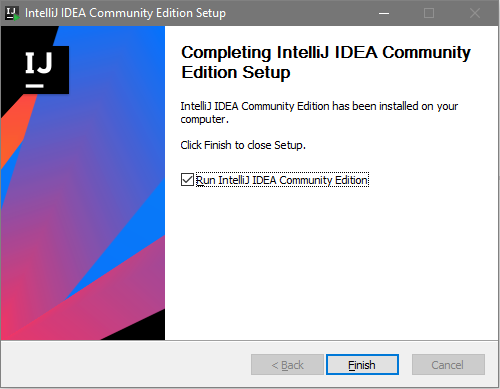 IJ IntelliJ IDEA Community Edition Setup
IJ
Completing IntelliJ IDEA Community
Edition Setup
IntelliJ IDEA Community Edition has been installed on your
computer.
Click Finish to close Setup.
Run IntelliJ IDEA Community Edition
< Back Finish Cancel